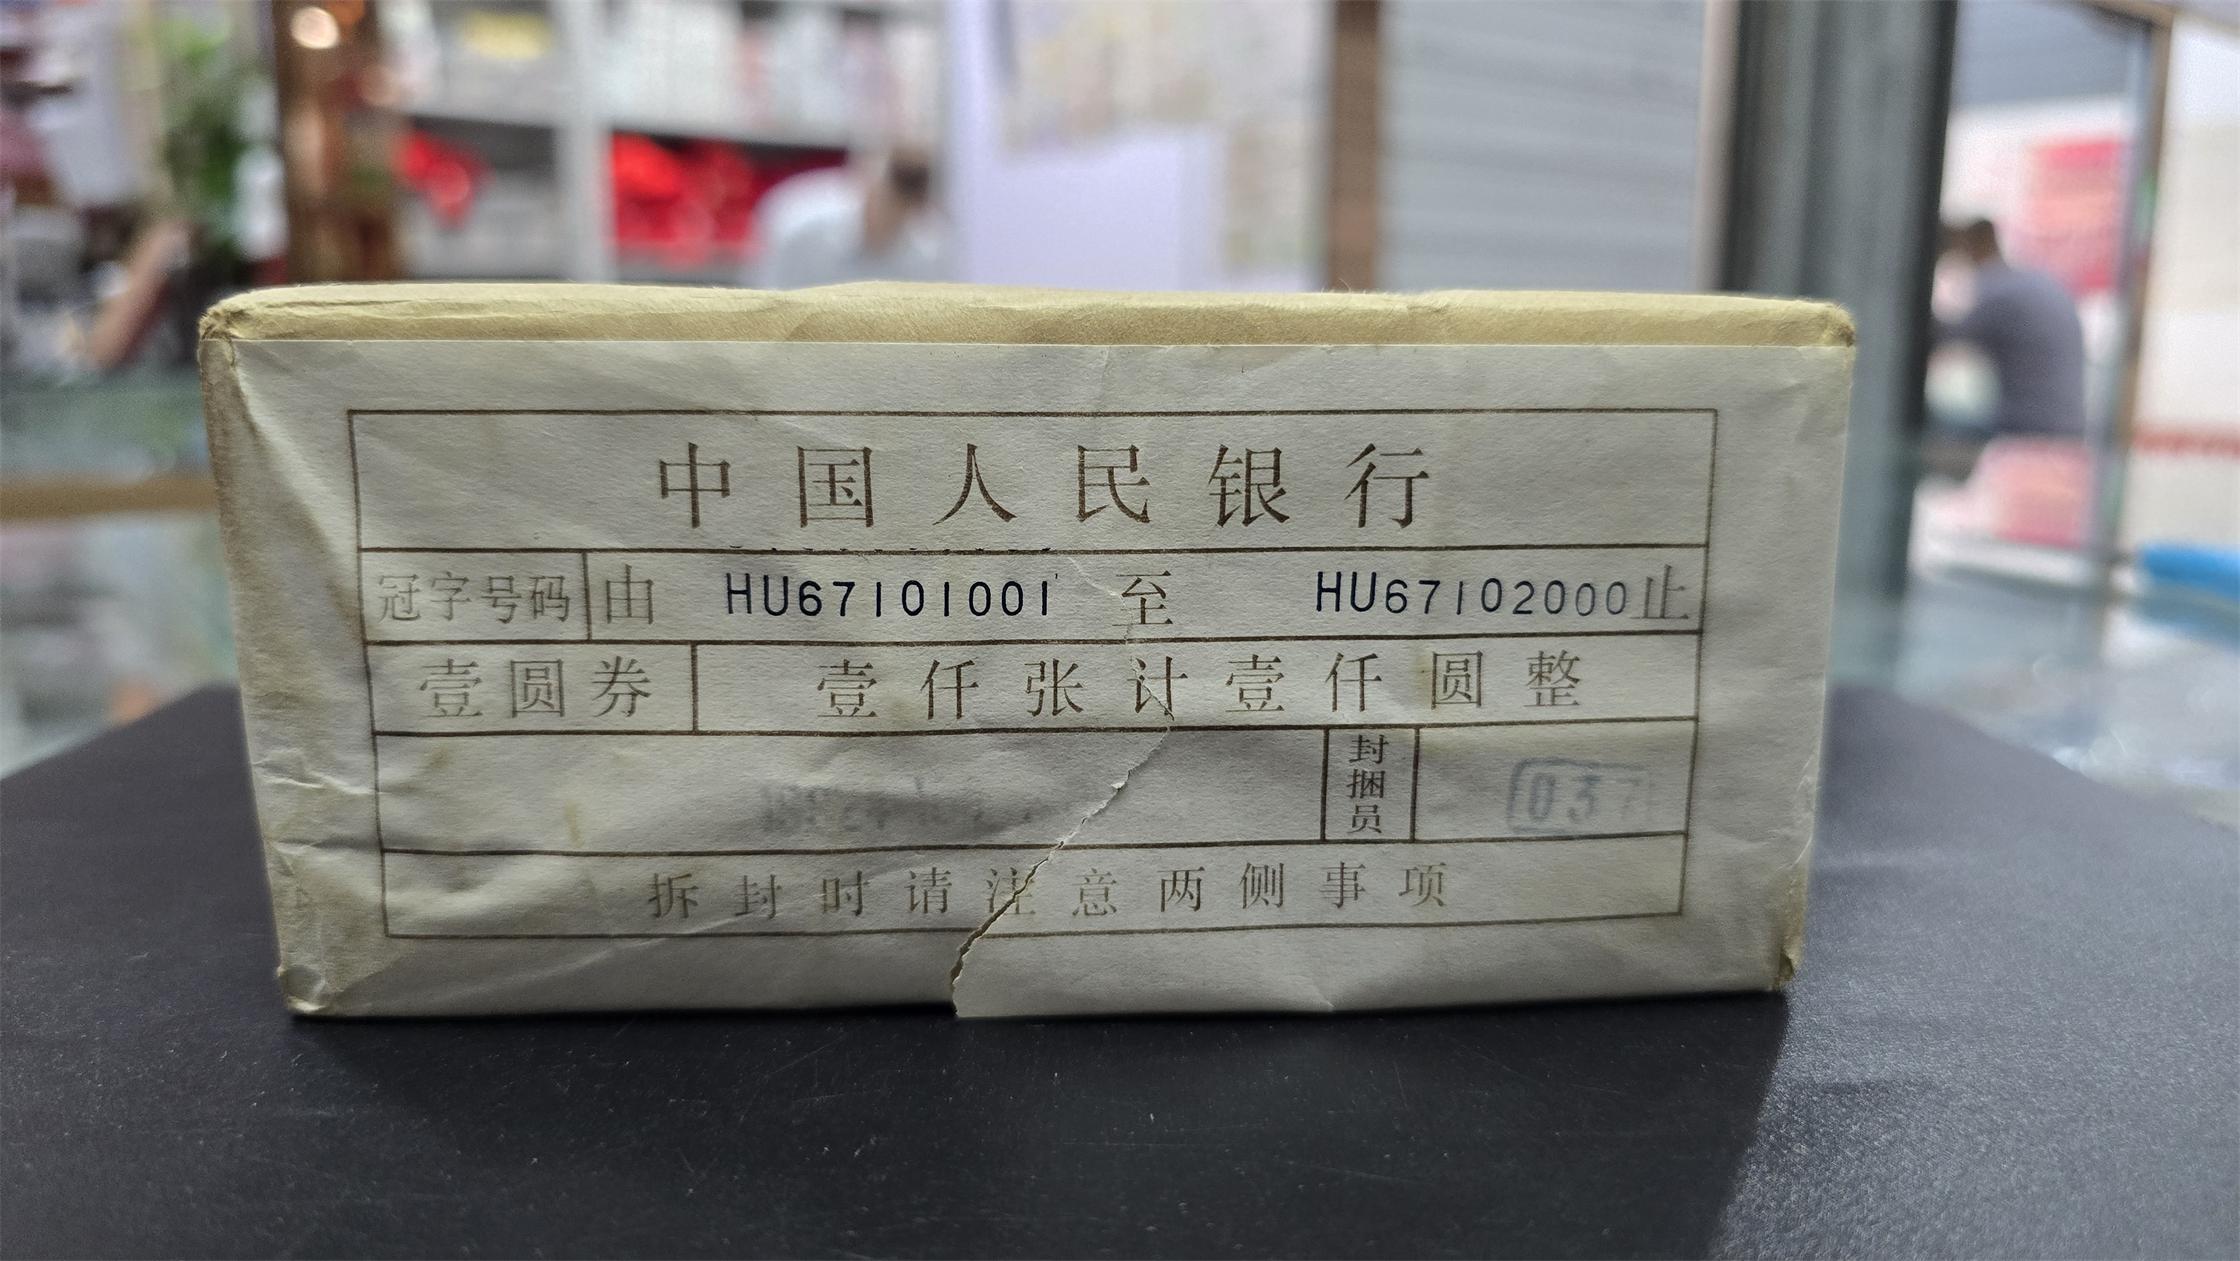 中国人民银行
冠字号码 由 HU67101001 至 HU67102000 止
壹圆券 壹仟张计壹仟圆整
封捆员 03
拆封时请注意两侧事项